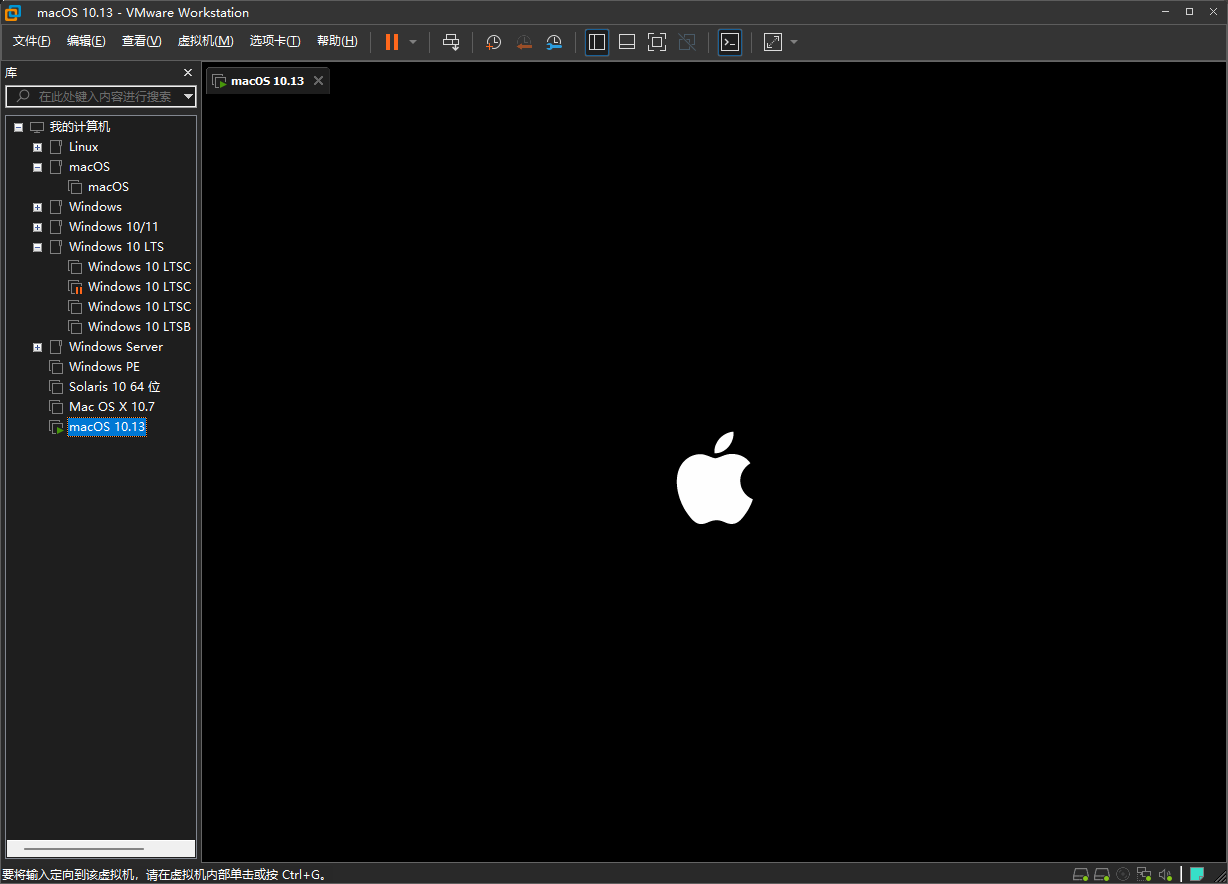 macOS 10.13 - VMware Workstation
文件(F) 编辑(E) 查看(V) 虚拟机(M) 选项卡(T) 帮助(H)
库
在此处键入内容进行搜索
macOS 10.13
我的计算机
Linux
macOS
macOS
Windows
Windows 10/11
Windows 10 LTS
Windows 10 LTSC
Windows 10 LTSC
Windows 10 LTSC
Windows 10 LTSB
Windows Server
Windows PE
Solaris 10 64 位
Mac OS X 10.7
macOS 10.13
要将输入定向到该虚拟机，请在虚拟机内部单击或按 Ctrl+G。